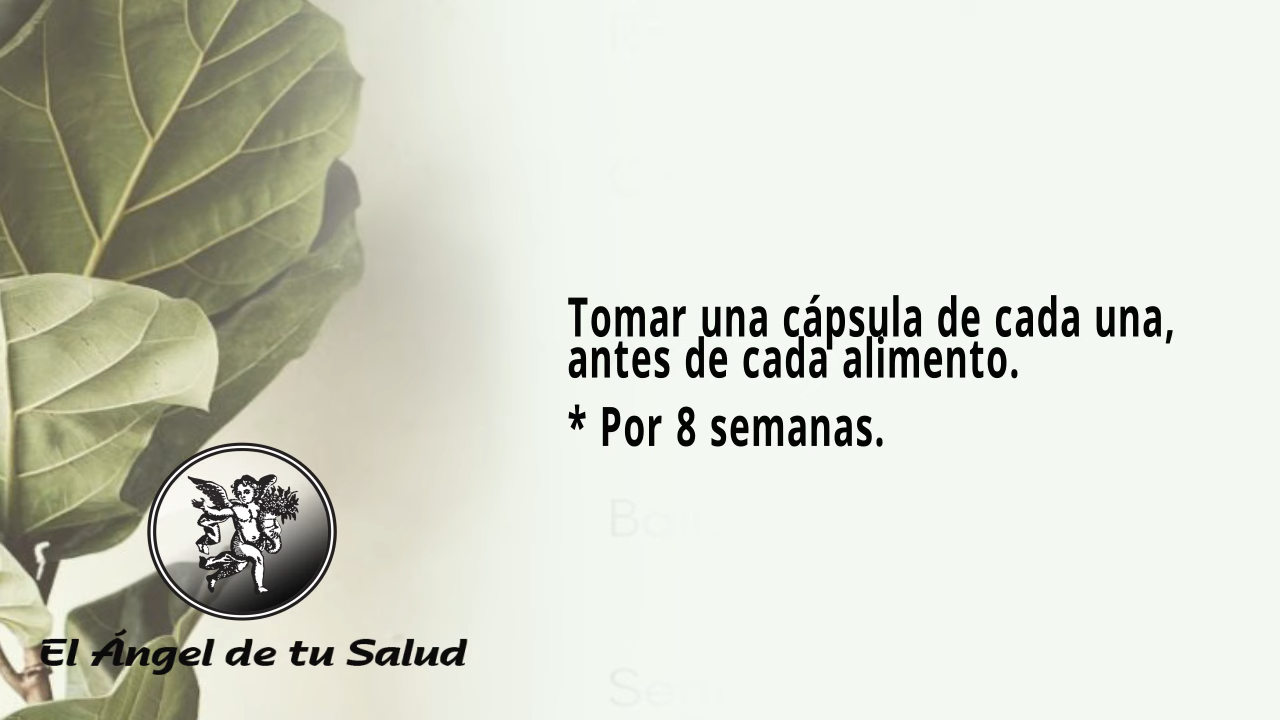 Tomar una cápsula de cada una,
antes de cada alimento.
* Por 8 semanas.
El Ángel de tu Salud